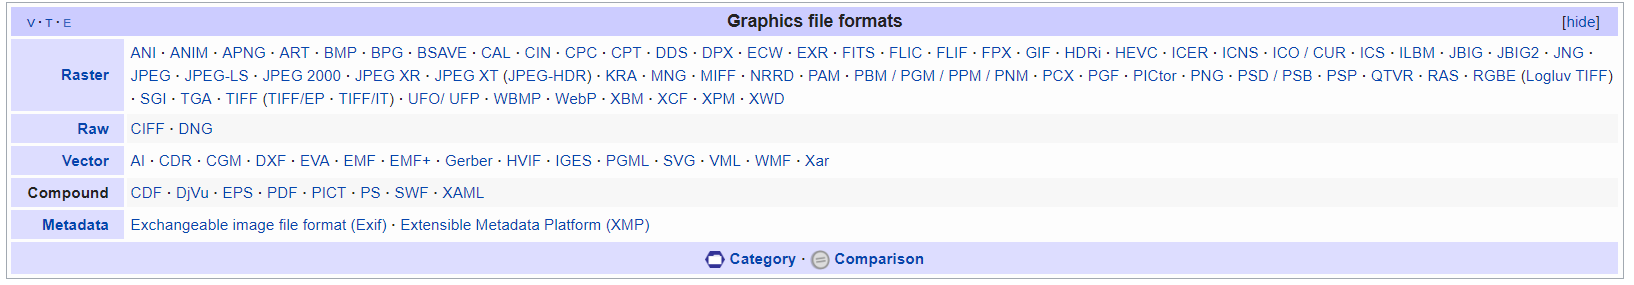 V · T · E Graphics file formats [hide]
Raster ANI · ANIM · APNG · ART · BMP · BPG · BSAVE · CAL · CIN · CPC · CPT · DDS · DPX · ECW · EXR · FITS · FLIC · FLIF · FPX · GIF · HDRi · HEVC · ICER · ICNS · ICO / CUR · ICS · ILBM · JBIG · JBIG2 · JNG ·
JPEG · JPEG-LS · JPEG 2000 · JPEG XR · JPEG XT (JPEG-HDR) · KRA · MNG · MIFF · NRRD · PAM · PBM / PGM / PPM / PNM · PCX · PGF · PICtor · PNG · PSD / PSB · PSP · QTVR · RAS · RGBE (Logluv TIFF)
· SGI · TGA · TIFF (TIFF/EP · TIFF/IT) · UFO/ UFP · WBMP · WebP · XBM · XCF · XPM · XWD
Raw CIFF · DNG
Vector AI · CDR · CGM · DXF · EVA · EMF · EMF+ · Gerber · HVIF · IGES · PGML · SVG · VML · WMF · Xar
Compound CDF · DjVu · EPS · PDF · PICT · PS · SWF · XAML
Metadata Exchangeable image file format (Exif) · Extensible Metadata Platform (XMP)
Category · Comparison